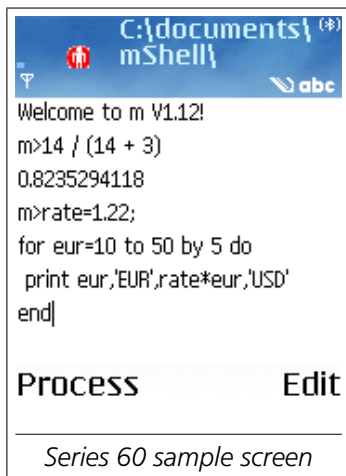 C:\documents\
mShell\
abc
Welcome to m V1.12!
m>14 / (14 + 3)
0.8235294118
m>rate=1.22;
for eur=10 to 50 by 5 do
 print eur,'EUR',rate*eur,'USD'
end
Process Edit
Series 60 sample screen